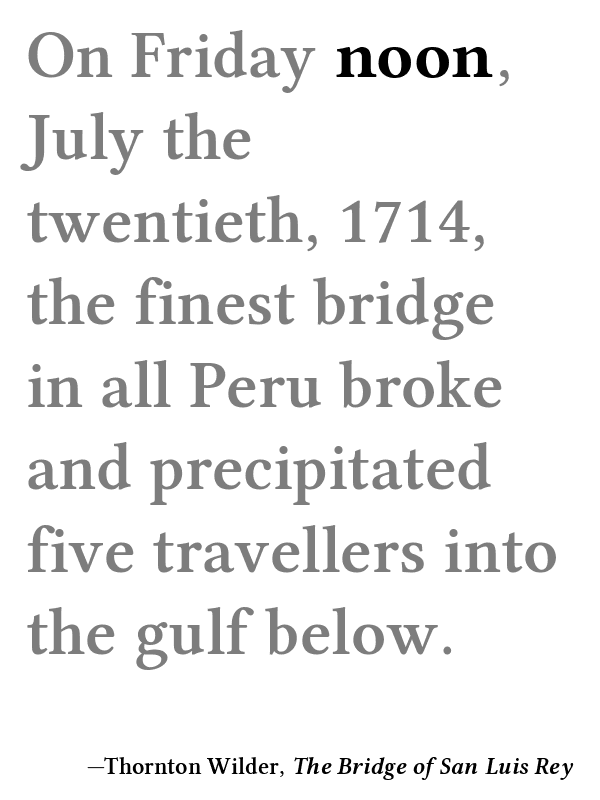 On Friday noon,
July the
twentieth, 1714,
the finest bridge
in all Peru broke
and precipitated
five travellers into
the gulf below.
—Thornton Wilder, The Bridge of San Luis Rey